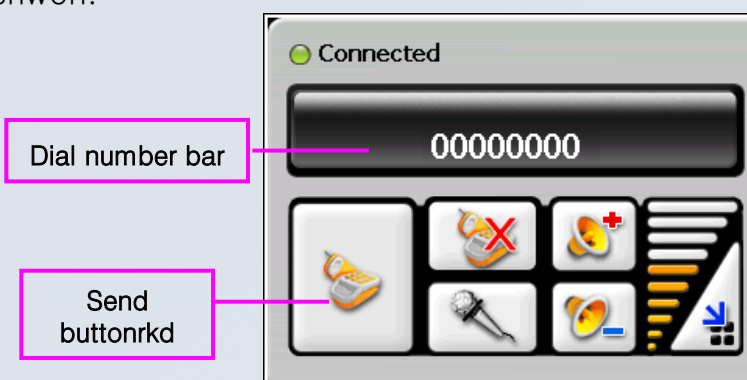 Connected
00000000
Dial number bar
Send
buttonrkd